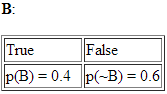 B:
True False
p(B) = 0.4 p(~B) = 0.6